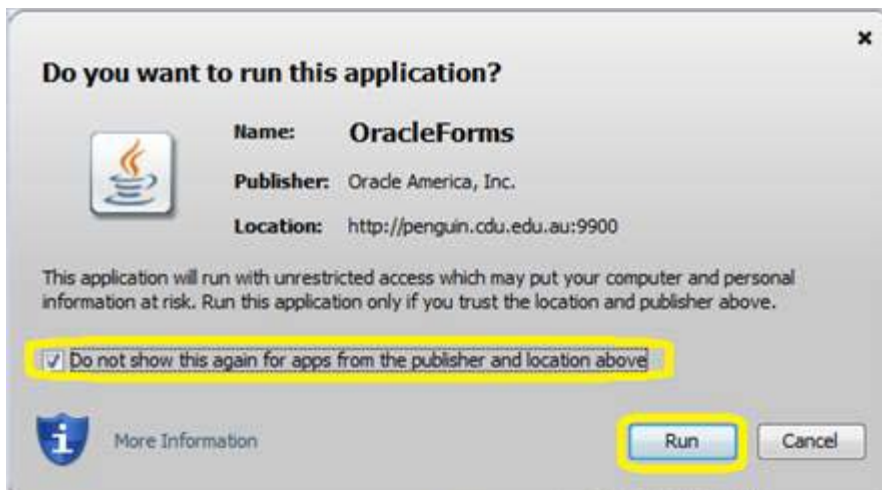 Do you want to run this application?
Name: OracleForms
Publisher: Oracle America, Inc.
Location: http://penguin.cdu.edu.au:9900
This application will run with unrestricted access which may put your computer and personal
information at risk. Run this application only if you trust the location and publisher above.
Do not show this again for apps from the publisher and location above
More Information
Run
Cancel